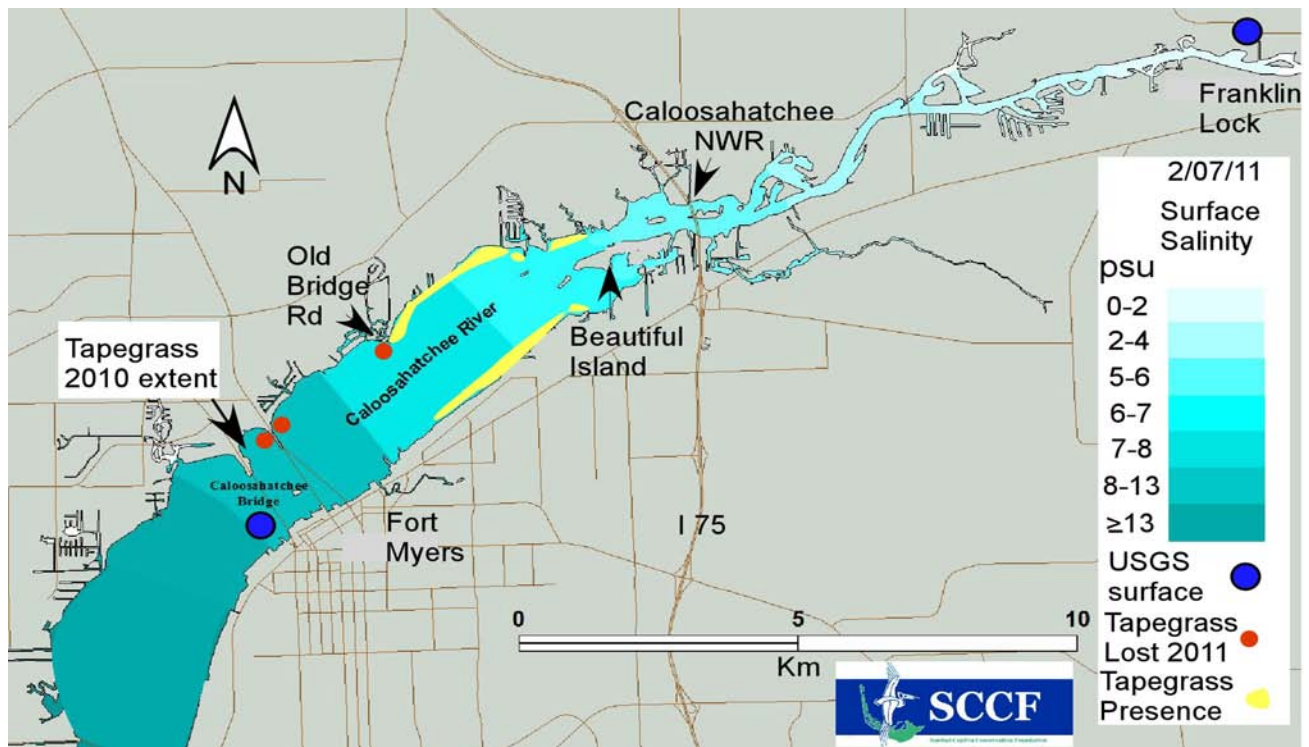 Franklin
Lock
Caloosahatchee
NWR
N
Old
Bridge
Rd
Tapegrass
2010 extent
Caloosahatchee River
Beautiful
Island
Caloosahatchee
Bridge
Fort
Myers
I 75
0 5 10
Km
2/07/11
Surface
Salinity
psu
0-2
2-4
5-6
6-7
7-8
8-13
≥13
USGS
surface
Tapegrass
Lost 2011
Tapegrass
Presence
SCCF